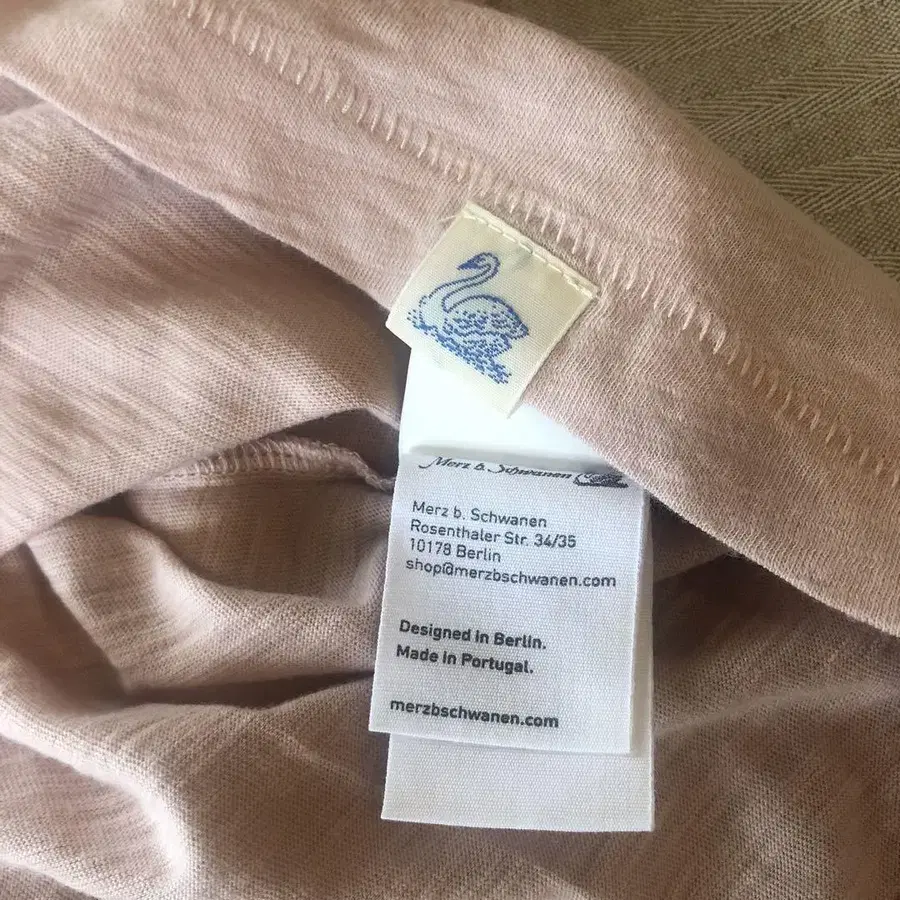 Merz b. Schwanen
Merz b. Schwanen
Rosenthaler Str. 34/35
10178 Berlin
shop@merzbschwanen.com
Designed in Berlin.
Made in Portugal.
merzbschwanen.com